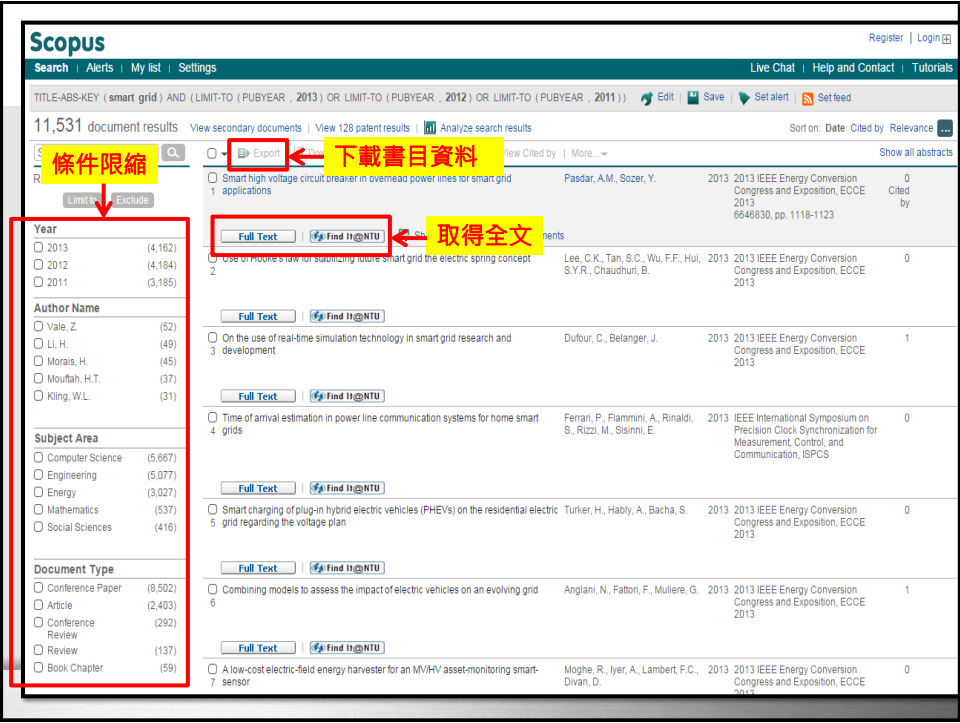 Scopus
Register | Login
Search | Alerts | My list | Settings
Live Chat | Help and Contact | Tutorials
TITLE-ABS-KEY ( smart grid ) AND ( LIMIT-TO ( PUBYEAR , 2013 ) OR LIMIT-TO ( PUBYEAR , 2012 ) OR LIMIT-TO ( PUBYEAR , 2011 ) ) Edit | Save | Set alert | Set feed
11,531 document results View secondary documents | View 128 patent results | Analyze search results
Sort on: Date Cited by Relevance ...
Export
下載書目資料
View Cited by | More...
Show all abstracts
條件限縮
Limit to Exclude
Year
2013 (4,162)
2012 (4,184)
2011 (3,185)
Author Name
Vale, Z. (52)
Li, H. (49)
Morais, H. (45)
Mouftah, H.T. (37)
Kling, W.L. (31)
Subject Area
Computer Science (5,667)
Engineering (5,077)
Energy (3,027)
Mathematics (537)
Social Sciences (416)
Document Type
Conference Paper (8,502)
Article (2,403)
Conference (292)
Review
Review (137)
Book Chapter (59)
Smart high voltage circuit breaker in overhead power lines for smart grid Pasdar, A.M., Sozer, Y. 2013 2013 IEEE Energy Conversion 0
1 applications Congress and Exposition, ECCE Cited
2013 by
6646830, pp. 1118-1123
Full Text | Find It@NTU
取得全文
Use of Hooke's law for stabilizing future smart grid the electric spring concept Lee, C.K., Tan, S.C., Wu, F.F., Hui, 2013 2013 IEEE Energy Conversion 0
2 S.Y.R., Chaudhuri, B. Congress and Exposition, ECCE
2013
Full Text | Find It@NTU
On the use of real-time simulation technology in smart grid research and Dufour, C., Belanger, J. 2013 2013 IEEE Energy Conversion 1
3 development Congress and Exposition, ECCE
2013
Full Text | Find It@NTU
Time of arrival estimation in power line communication systems for home smart Ferrari, P., Flammini, A., Rinaldi, 2013 IEEE International Symposium on 0
4 grids S., Rizzi, M., Sisinni, E. Precision Clock Synchronization for
Measurement, Control, and
Communication, ISPCS
Full Text | Find It@NTU
Smart charging of plug-in hybrid electric vehicles (PHEVs) on the residential electric Turker, H., Hably, A., Bacha, S. 2013 2013 IEEE Energy Conversion 0
5 grid regarding the voltage plan Congress and Exposition, ECCE
2013
Full Text | Find It@NTU
Combining models to assess the impact of electric vehicles on an evolving grid Anglani, N., Fattori, F., Muliere, G. 2013 2013 IEEE Energy Conversion 1
6 Congress and Exposition, ECCE
2013
Full Text | Find It@NTU
A low-cost electric-field energy harvester for an MV/HV asset-monitoring smart- Moghe, R., Iyer, A., Lambert, F.C., 2013 2013 IEEE Energy Conversion 0
7 sensor Divan, D. Congress and Exposition, ECCE
2013